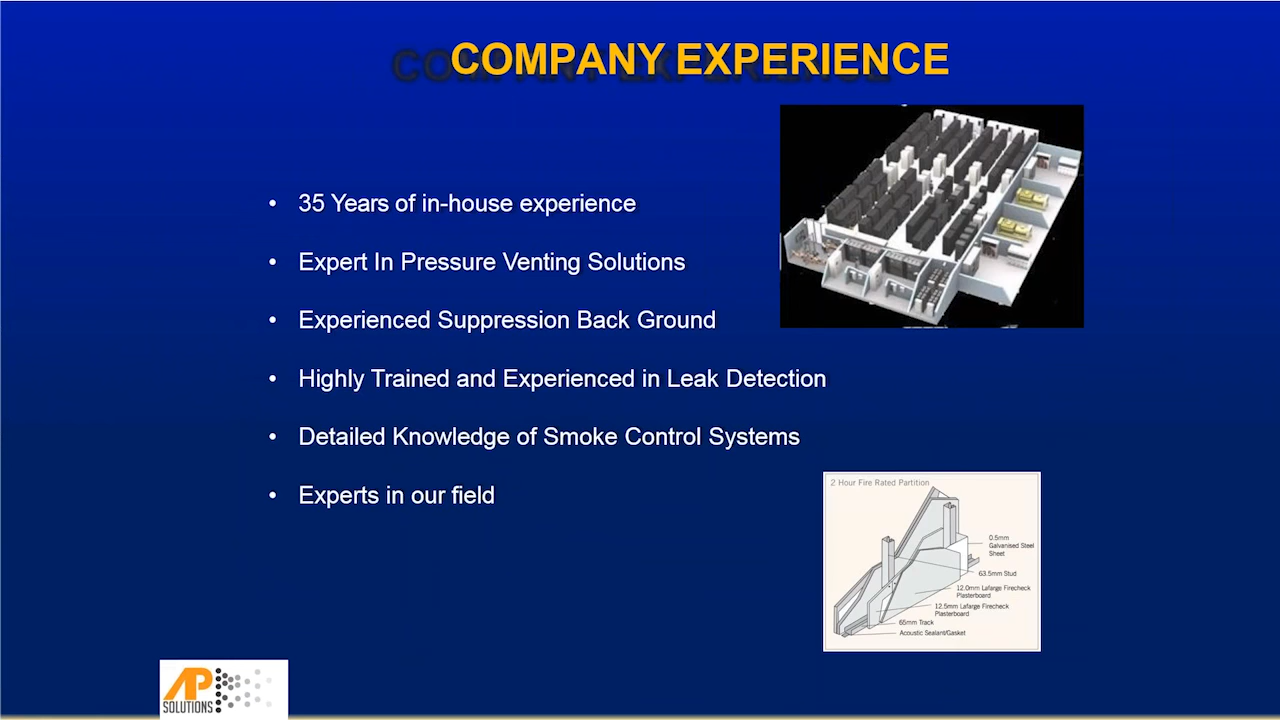 COMPANY EXPERIENCE
• 35 Years of in-house experience
• Expert In Pressure Venting Solutions
• Experienced Suppression Back Ground
• Highly Trained and Experienced in Leak Detection
• Detailed Knowledge of Smoke Control Systems
• Experts in our field
2 Hour Fire Rated Partition
0.5mm
Galvanised Steel
Sheet
63.5mm Stud
12.0mm Lafarge Firecheck
Plasterboard
12.5mm Lafarge Firecheck
Plasterboard
65mm Track
Acoustic Sealant/Gasket
AP
SOLUTIONS